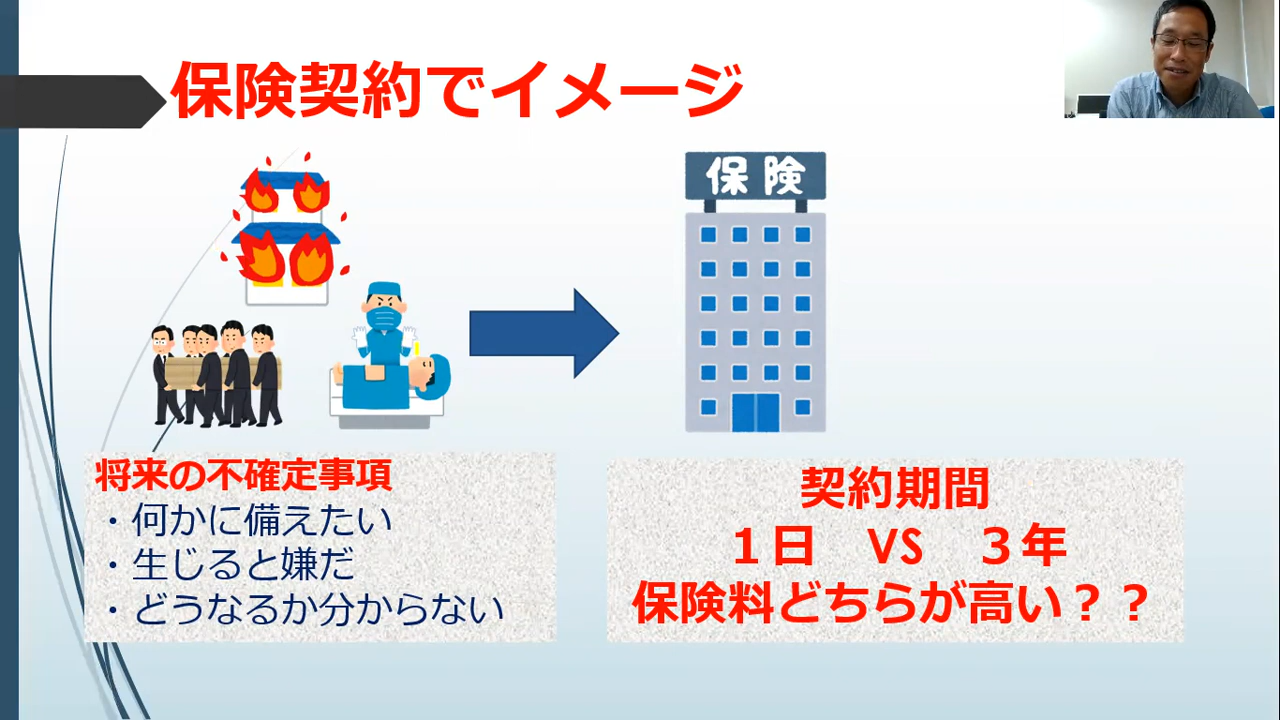 保険契約でイメージ
保険
将来の不確定事項
・何かに備えたい
・生じると嫌だ
・どうなるか分からない
契約期間
１日　VS　３年
保険料どちらが高い？？